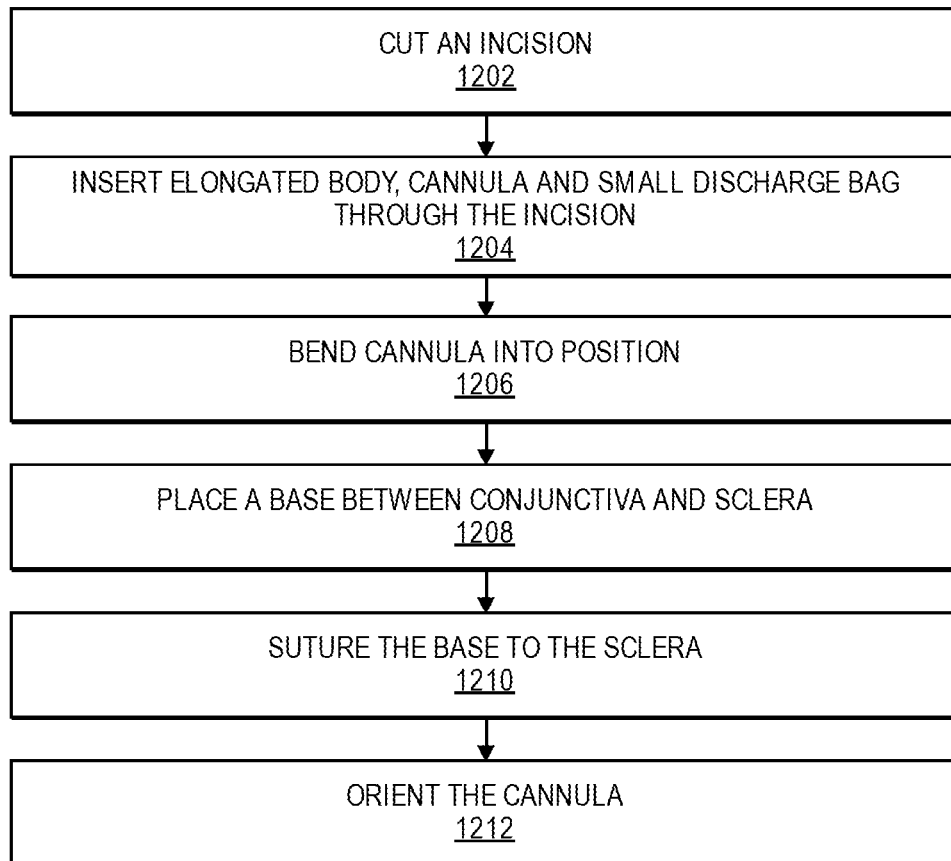 CUT AN INCISION
1202
INSERT ELONGATED BODY, CANNULA AND SMALL DISCHARGE BAG
THROUGH THE INCISION
1204
BEND CANNULA INTO POSITION
1206
PLACE A BASE BETWEEN CONJUNCTIVA AND SCLERA
1208
SUTURE THE BASE TO THE SCLERA
1210
ORIENT THE CANNULA
1212